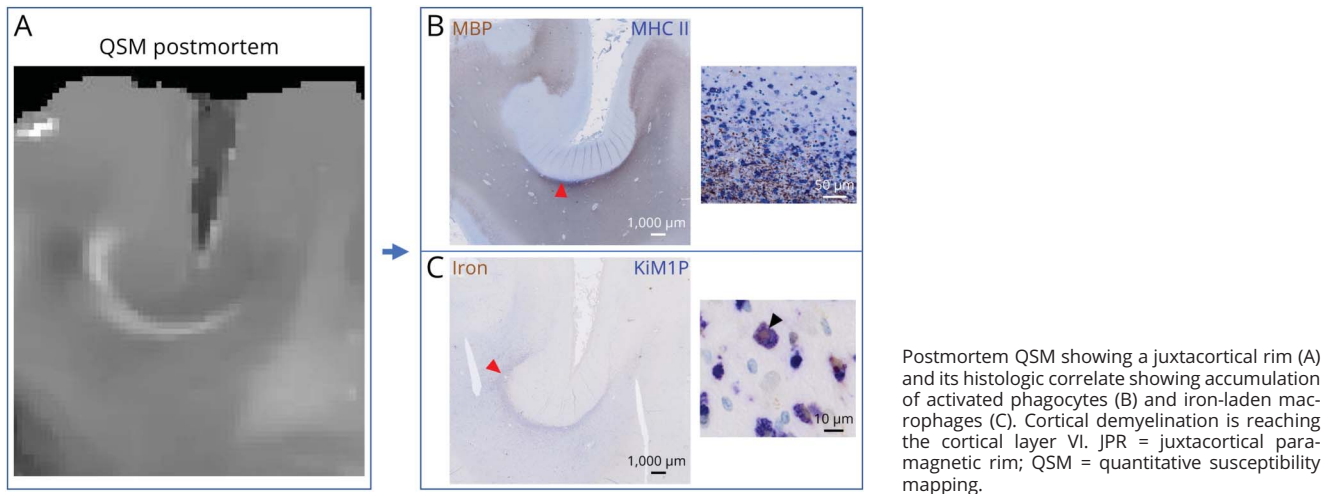 A
QSM postmortem
B MBP MHC II
1,000 µm
50 µm
C Iron KiM1P
1,000 µm
10 µm
Postmortem QSM showing a juxtacortical rim (A)
and its histologic correlate showing accumulation
of activated phagocytes (B) and iron-laden mac-
rophages (C). Cortical demyelination is reaching
the cortical layer VI. JPR = juxtacortical para-
magnetic rim; QSM = quantitative susceptibility
mapping.